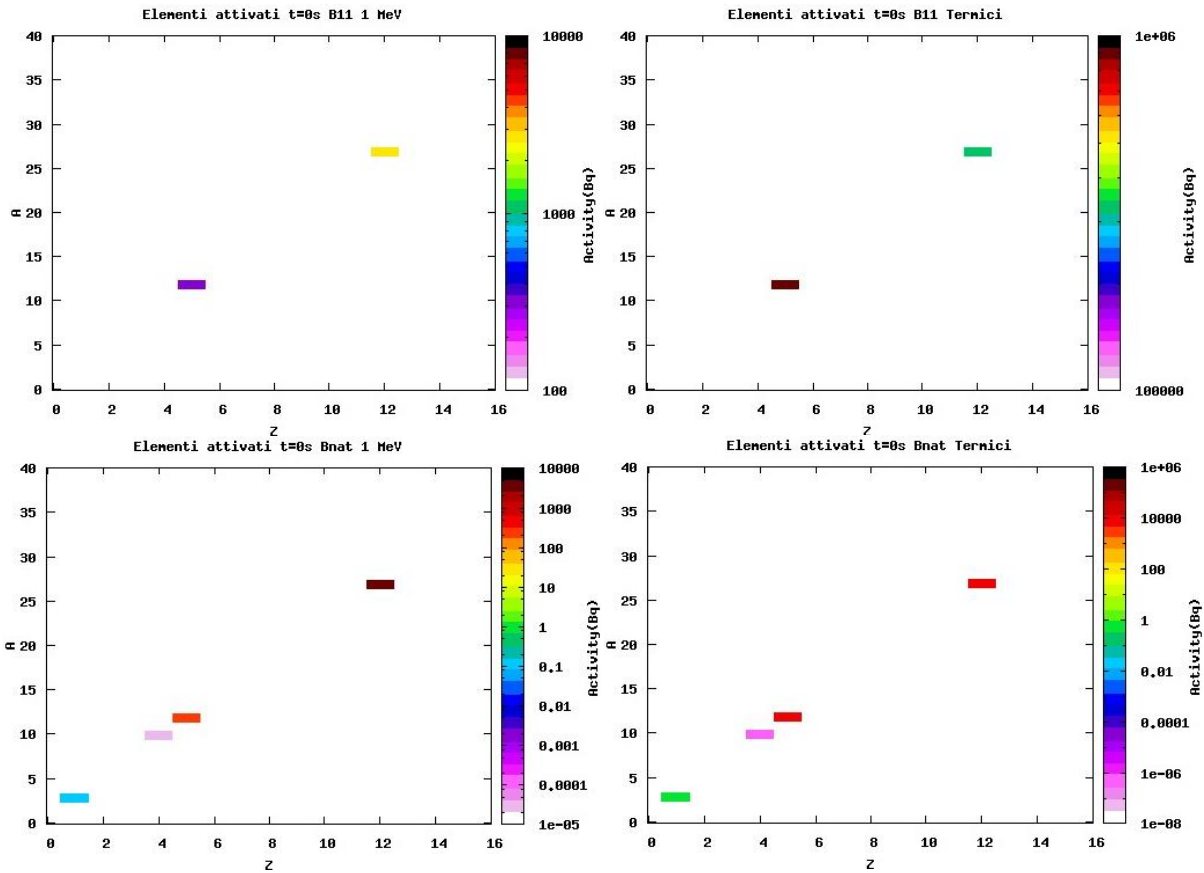 Elementi attivati t=0s B11 1 MeV
40
35
30
25
20
15
10
5
0
A
0 2 4 6 8 10 12 14 16
Z
10000
1000
100
Activity(Bq)
Elementi attivati t=0s B11 Termici
40
35
30
25
20
15
10
5
0
A
0 2 4 6 8 10 12 14 16
Z
1e+06
100000
Activity(Bq)
Elementi attivati t=0s Bnat 1 MeV
40
35
30
25
20
15
10
5
0
A
0 2 4 6 8 10 12 14 16
Z
10000
1000
100
10
1
0.1
0.01
0.001
0.0001
1e-05
Activity(Bq)
Elementi attivati t=0s Bnat Termici
40
35
30
25
20
15
10
5
0
A
0 2 4 6 8 10 12 14 16
Z
1e+06
10000
100
1
0.01
0.0001
1e-06
1e-08
Activity(Bq)